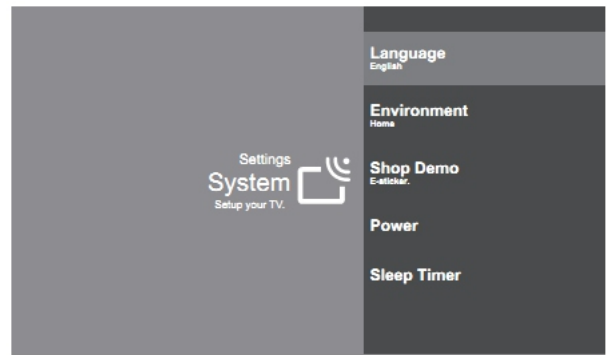 Settings
System
Setup your TV.
Language
English
Environment
Home
Shop Demo
E-sticker.
Power
Sleep Timer